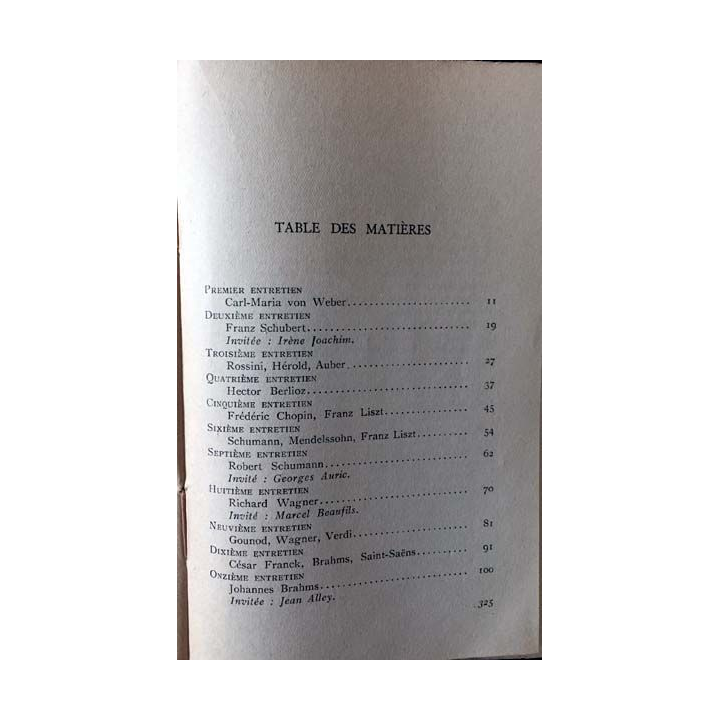 TABLE DES MATIÈRES
PREMIER ENTRETIEN
Carl-Maria von Weber...................... 11
DEUXIÈME ENTRETIEN
Franz Schubert............................. 19
Invitée : Irène Joachim.
TROISIÈME ENTRETIEN
Rossini, Hérold, Auber...................... 27
QUATRIÈME ENTRETIEN
Hector Berlioz............................. 37
CINQUIÈME ENTRETIEN
Frédéric Chopin, Franz Liszt............... 45
SIXIÈME ENTRETIEN
Schumann, Mendelssohn, Franz Liszt......... 54
SEPTIÈME ENTRETIEN
Robert Schumann.......................... 62
Invité : Georges Auric.
HUITIÈME ENTRETIEN
Richard Wagner........................... 70
Invité : Marcel Beaufils.
NEUVIÈME ENTRETIEN
Gounod, Wagner, Verdi.................... 81
DIXIÈME ENTRETIEN
César Franck, Brahms, Saint-Saëns......... 91
ONZIÈME ENTRETIEN
Johannes Brahms.......................... 100
Invitée : Jean Alley.
325